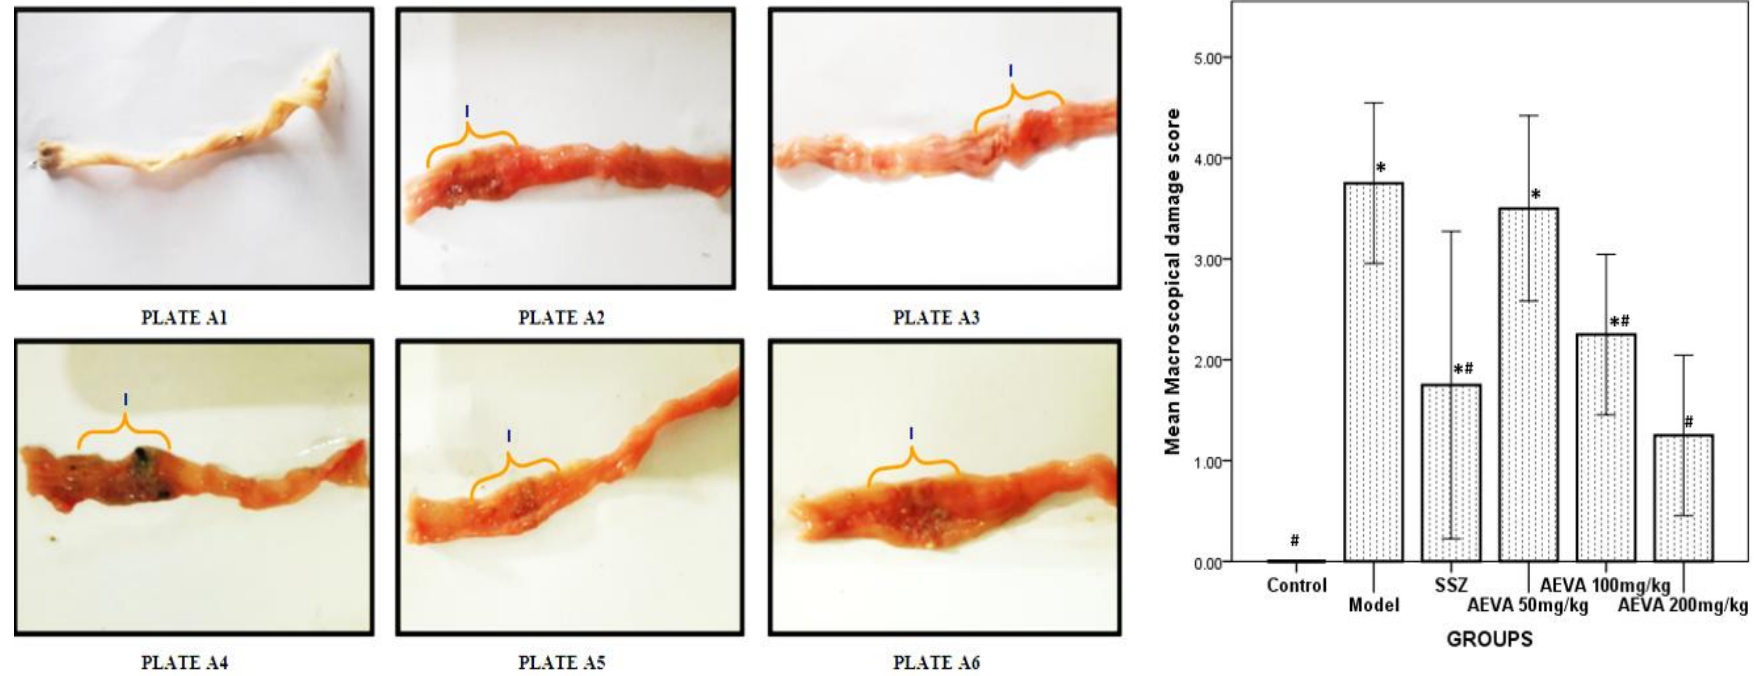 I
I
PLATE A1
PLATE A2
PLATE A3
I
I
I
PLATE A4
PLATE A5
PLATE A6
Mean Macroscopical damage score
5.00
4.00
3.00
2.00
1.00
0.00
#
*
*#
*
*#
#
Control
Model
SSZ
AEVA 50mg/kg
AEVA 100mg/kg
AEVA 200mg/kg
GROUPS